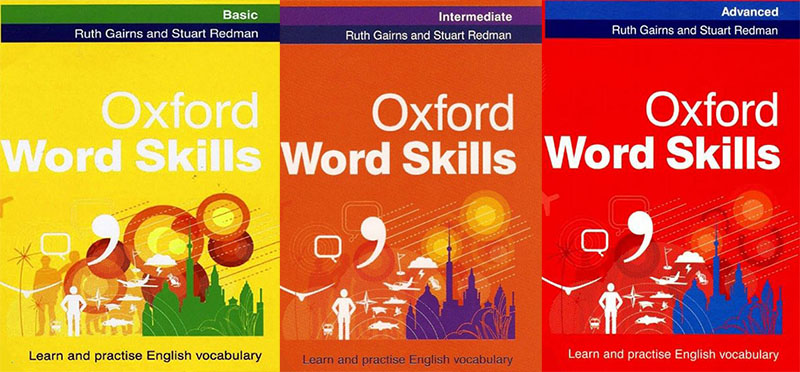 Basic
Ruth Gairns and Stuart Redman
Oxford
Word Skills
Learn and practise English vocabulary
Intermediate
Ruth Gairns and Stuart Redman
Oxford
Word Skills
Learn and practise English vocabulary
Advanced
Ruth Gairns and Stuart Redman
Oxford
Word Skills
Learn and practise English vocabulary